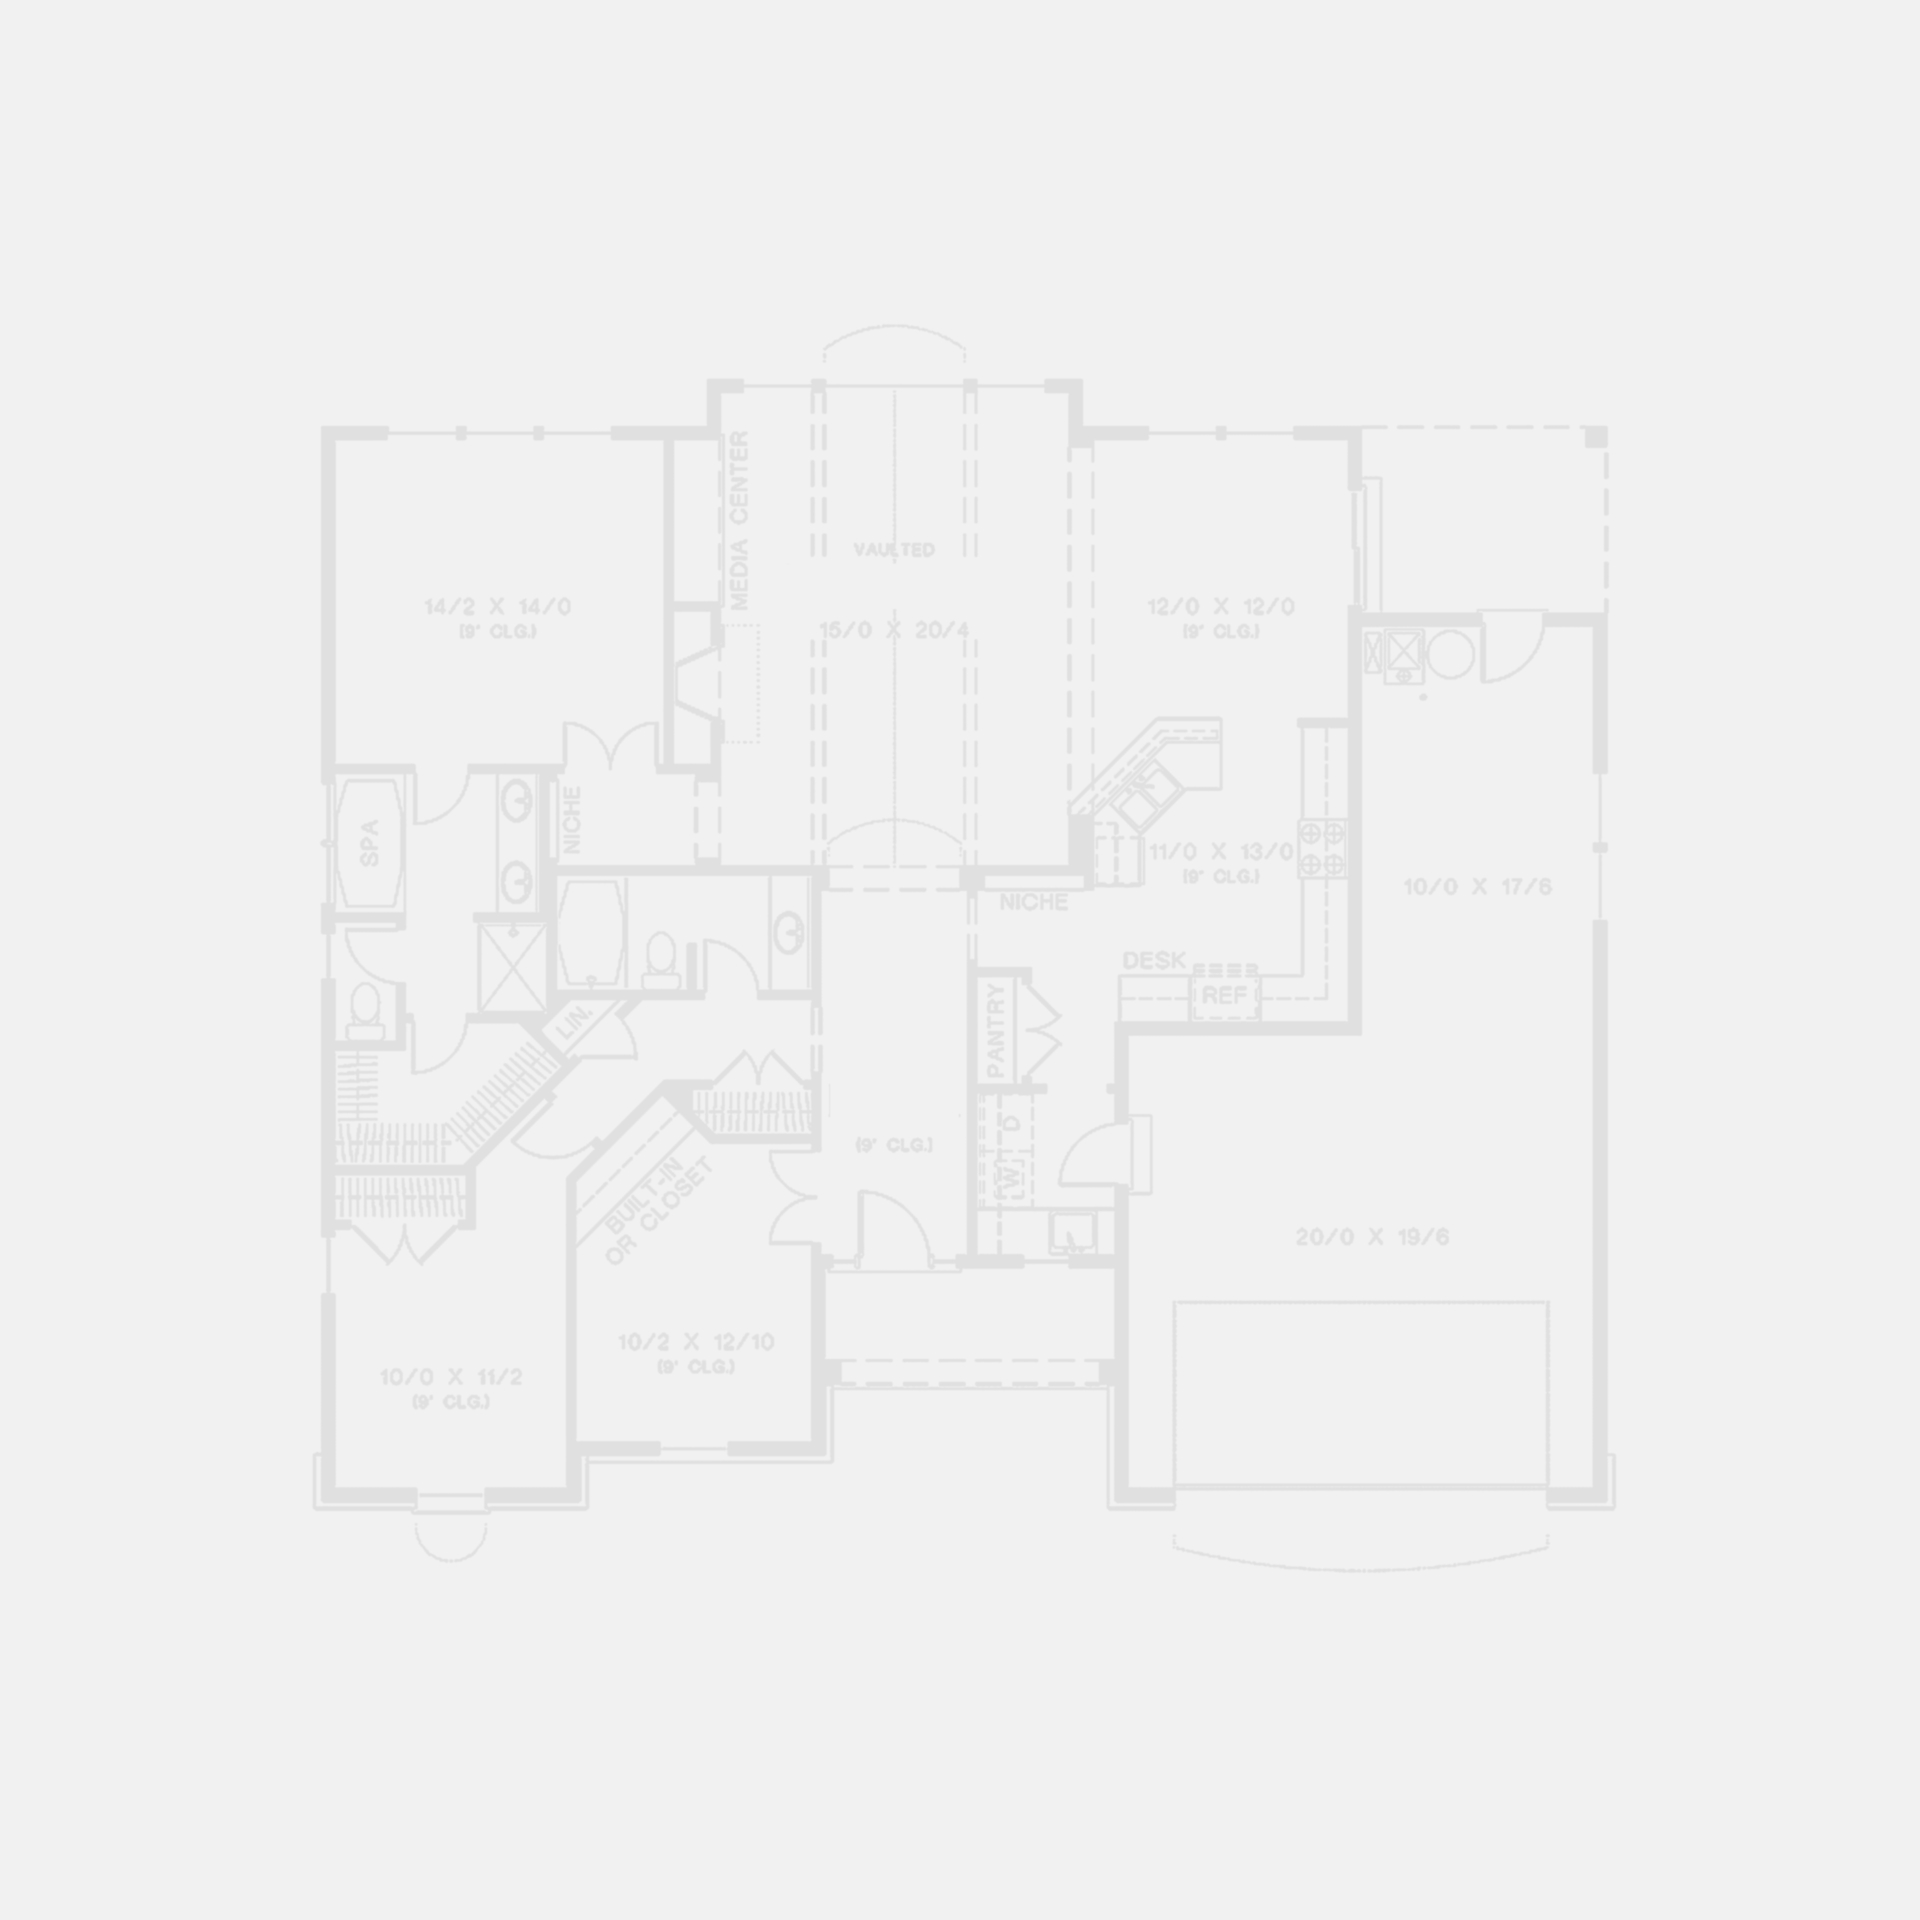 MEDIA CENTER
VAULTED
14/2 X 14/0
(9' CLG.)
15/0 X 20/4
12/0 X 12/0
(9' CLG.)
SPA
NICHE
11/0 X 13/0
(9' CLG.)
10/0 X 17/6
NICHE
DESK
REF
LIN.
PANTRY
D
W
(9' CLG.)
BUILT-IN
OR CLOSET
20/0 X 19/6
10/2 X 12/10
(9' CLG.)
10/0 X 11/2
(9' CLG.)